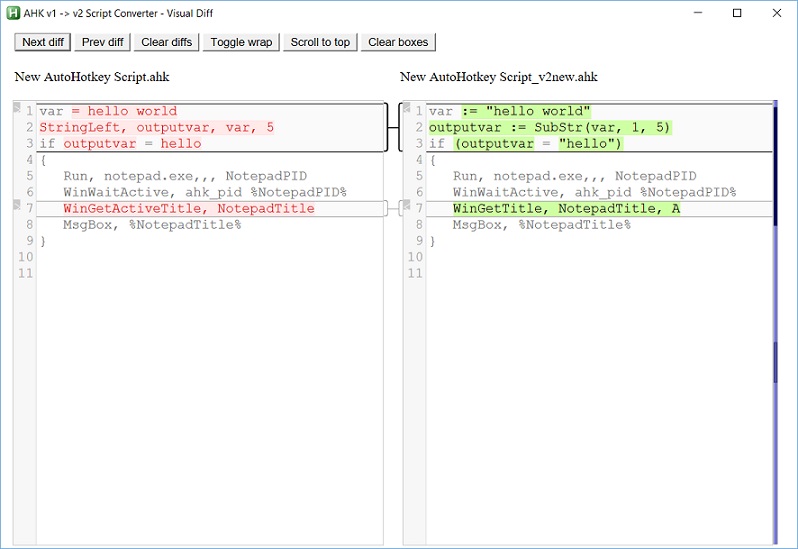 AHK v1 -> v2 Script Converter - Visual Diff
Next diff Prev diff Clear diffs Toggle wrap Scroll to top Clear boxes
New AutoHotkey Script.ahk
1 var = hello world
2 StringLeft, outputvar, var, 5
3 if outputvar = hello
4 {
5 Run, notepad.exe,,, NotepadPID
6 WinWaitActive, ahk_pid %NotepadPID%
7 WinGetActiveTitle, NotepadTitle
8 MsgBox, %NotepadTitle%
9 }
10
11
New AutoHotkey Script_v2new.ahk
1 var := "hello world"
2 outputvar := SubStr(var, 1, 5)
3 if (outputvar = "hello")
4 {
5 Run, notepad.exe,,, NotepadPID
6 WinWaitActive, ahk_pid %NotepadPID%
7 WinGetTitle, NotepadTitle, A
8 MsgBox, %NotepadTitle%
9 }
10
11